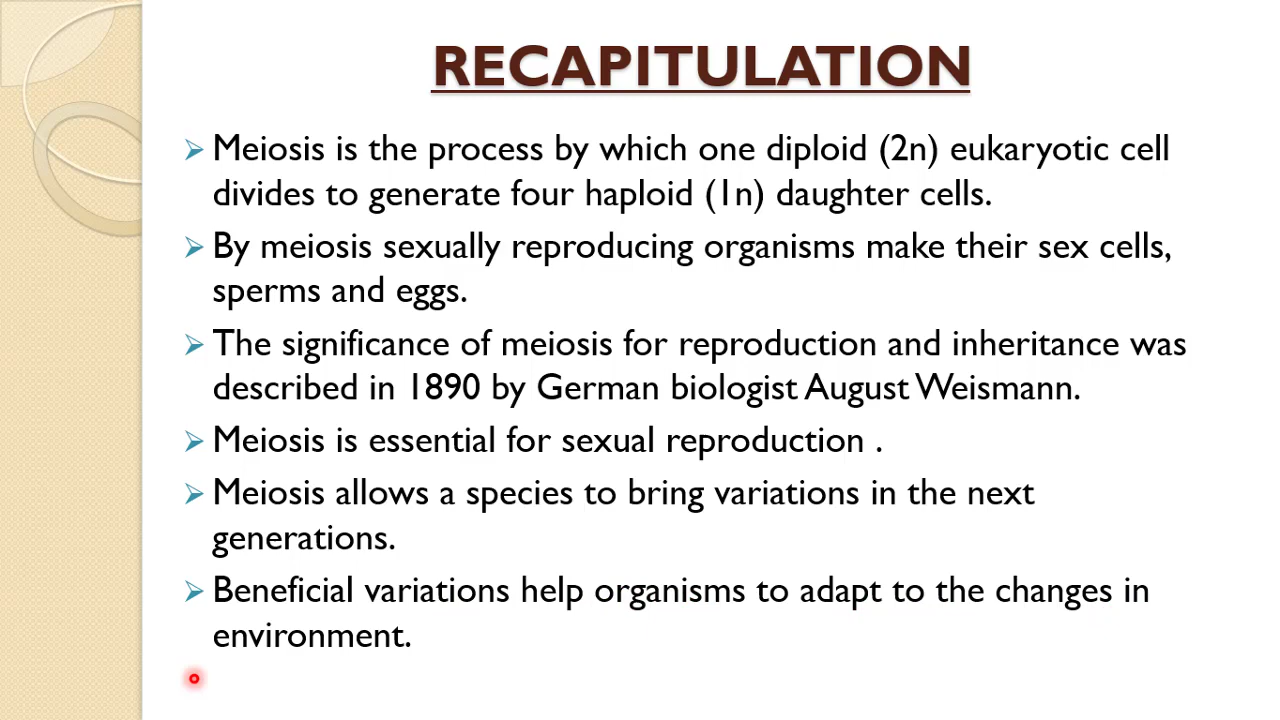 RECAPITULATION
➢ Meiosis is the process by which one diploid (2n) eukaryotic cell
divides to generate four haploid (1n) daughter cells.
➢ By meiosis sexually reproducing organisms make their sex cells,
sperms and eggs.
➢ The significance of meiosis for reproduction and inheritance was
described in 1890 by German biologist August Weismann.
➢ Meiosis is essential for sexual reproduction .
➢ Meiosis allows a species to bring variations in the next
generations.
➢ Beneficial variations help organisms to adapt to the changes in
environment.